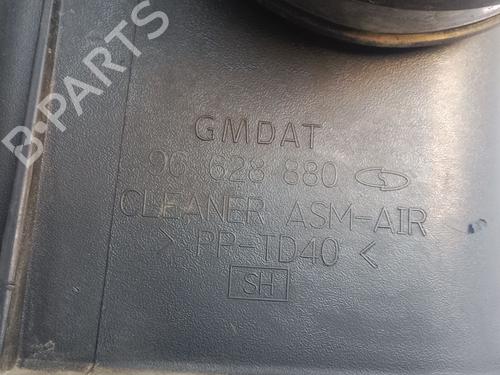 B-PARTS
GMDAT
96 628 880
CLEANER ASM-AIR
> PP-TD40 <
SH